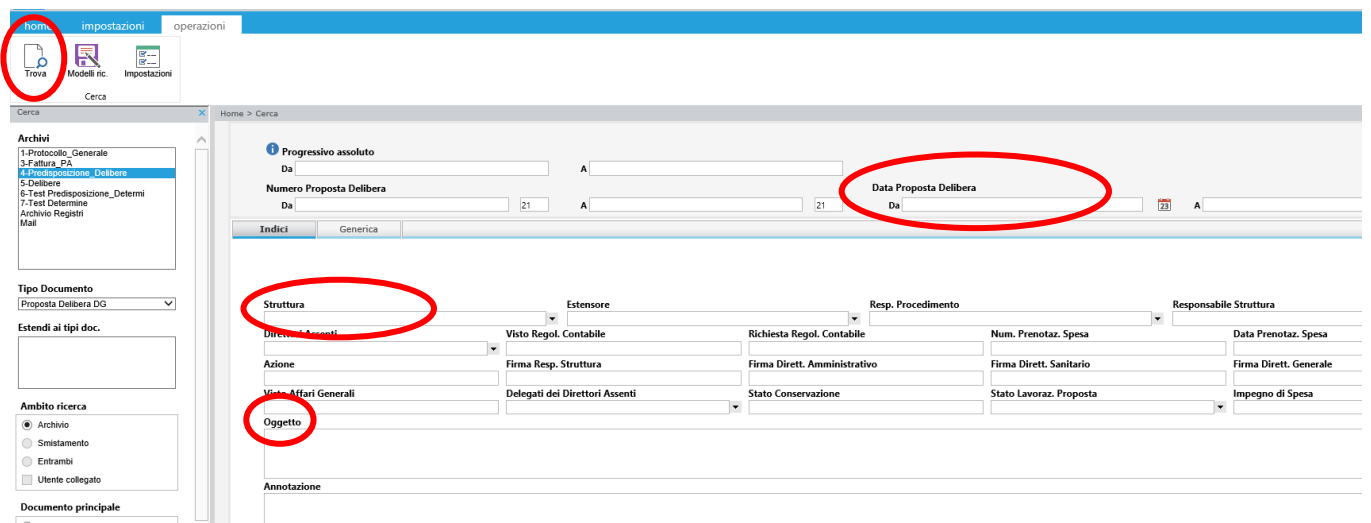 home impostazioni operazioni
Trova Modelli ric. Impostazioni
Cerca
Cerca
Archivi
1-Protocollo_Generale
3-Fattura_PA
4-Predisposizione_Delibere
5-Delibere
6-Test Predisposizione_Determi
7-Test Determine
Archivio Registri
Mail
Tipo Documento
Proposta Delibera DG
Estendi ai tipi doc.
Ambito ricerca
Archivio
Smistamento
Entrambi
Utente collegato
Documento principale
Home > Cerca
Progressivo assoluto
Da A
Numero Proposta Delibera Data Proposta Delibera
Da 21 A 21 Da 23 A
Indici Generica
Struttura Estensore Resp. Procedimento Responsabile Struttura
Direttori Assenti Visto Regol. Contabile Richiesta Regol. Contabile Num. Prenotaz. Spesa Data Prenotaz. Spesa
Azione Firma Resp. Struttura Firma Dirett. Amministrativo Firma Dirett. Sanitario Firma Dirett. Generale
Visto Affari Generali Delegati dei Direttori Assenti Stato Conservazione Stato Lavoraz. Proposta Impegno di Spesa
Oggetto
Annotazione